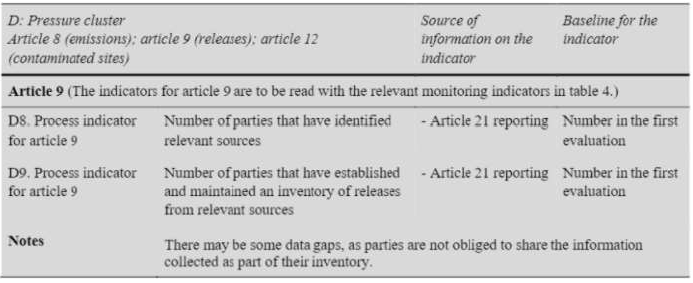 D: Pressure cluster
Article 8 (emissions); article 9 (releases); article 12
(contaminated sites)
Source of
information on the
indicator
Baseline for the
indicator
Article 9 (The indicators for article 9 are to be read with the relevant monitoring indicators in table 4.)
D8. Process indicator
for article 9
Number of parties that have identified
relevant sources
- Article 21 reporting
Number in the first
evaluation
D9. Process indicator
for article 9
Number of parties that have established
and maintained an inventory of releases
from relevant sources
- Article 21 reporting
Number in the first
evaluation
Notes
There may be some data gaps, as parties are not obliged to share the information
collected as part of their inventory.